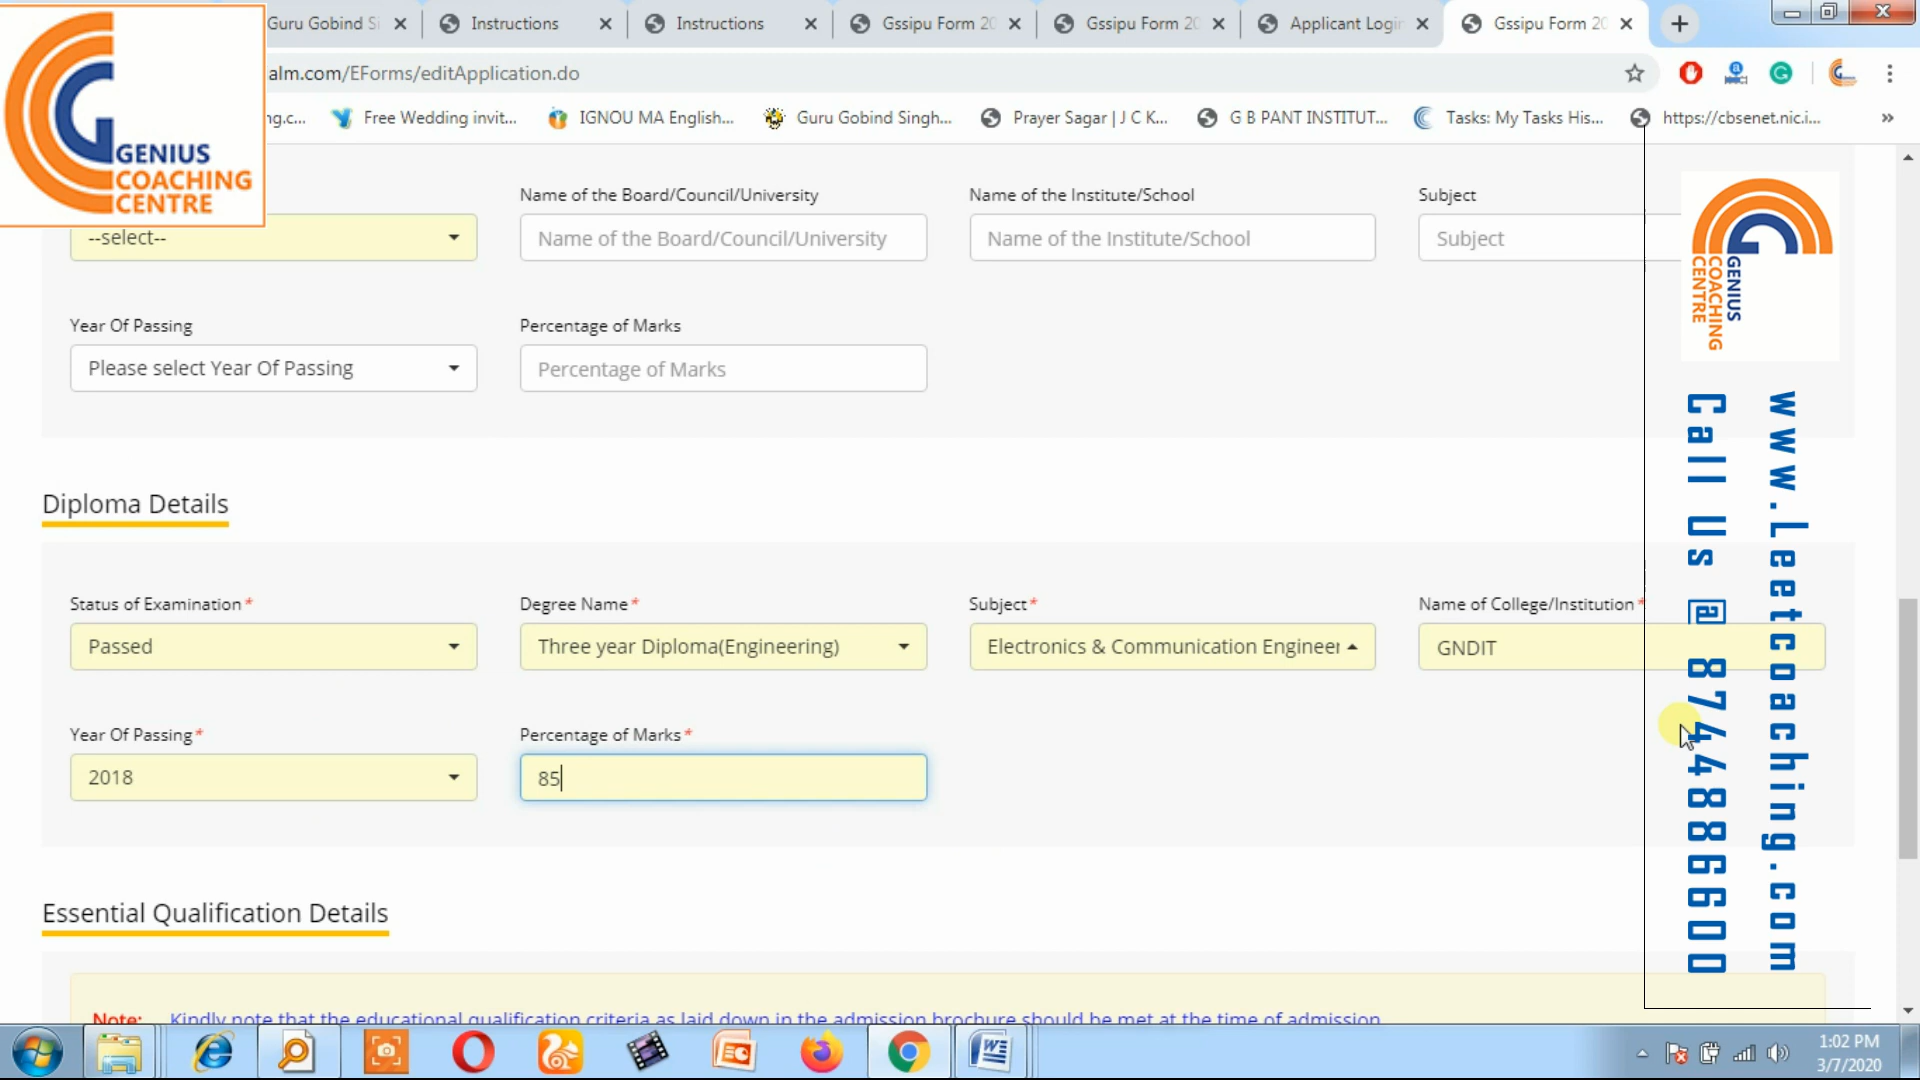 Guru Gobind Si
Instructions
Instructions
Gssipu Form 20
Gssipu Form 20
Applicant Login
Gssipu Form 20
alm.com/EForms/editApplication.do
ng.c...
Free Wedding invit...
IGNOU MA English...
Guru Gobind Singh...
Prayer Sagar | J C K...
G B PANT INSTITUT...
Tasks: My Tasks His...
https://cbsenet.nic.i...
GENIUS
COACHING
CENTRE
Name of the Board/Council/University
Name of the Institute/School
Subject
--select--
Name of the Board/Council/University
Name of the Institute/School
Subject
GENIUS
COACHING
CENTRE
Year Of Passing
Percentage of Marks
Please select Year Of Passing
Percentage of Marks
www.Leetcoaching.com
Call Us @ 8744886600
Diploma Details
Status of Examination*
Degree Name*
Subject*
Name of College/Institution*
Passed
Three year Diploma(Engineering)
Electronics & Communication Engineer
GNDIT
Year Of Passing*
Percentage of Marks*
2018
85
Essential Qualification Details
Note: Kindly note that the educational qualification criteria as laid down in the admission brochure should be met at the time of admission
1:02 PM
3/7/2020